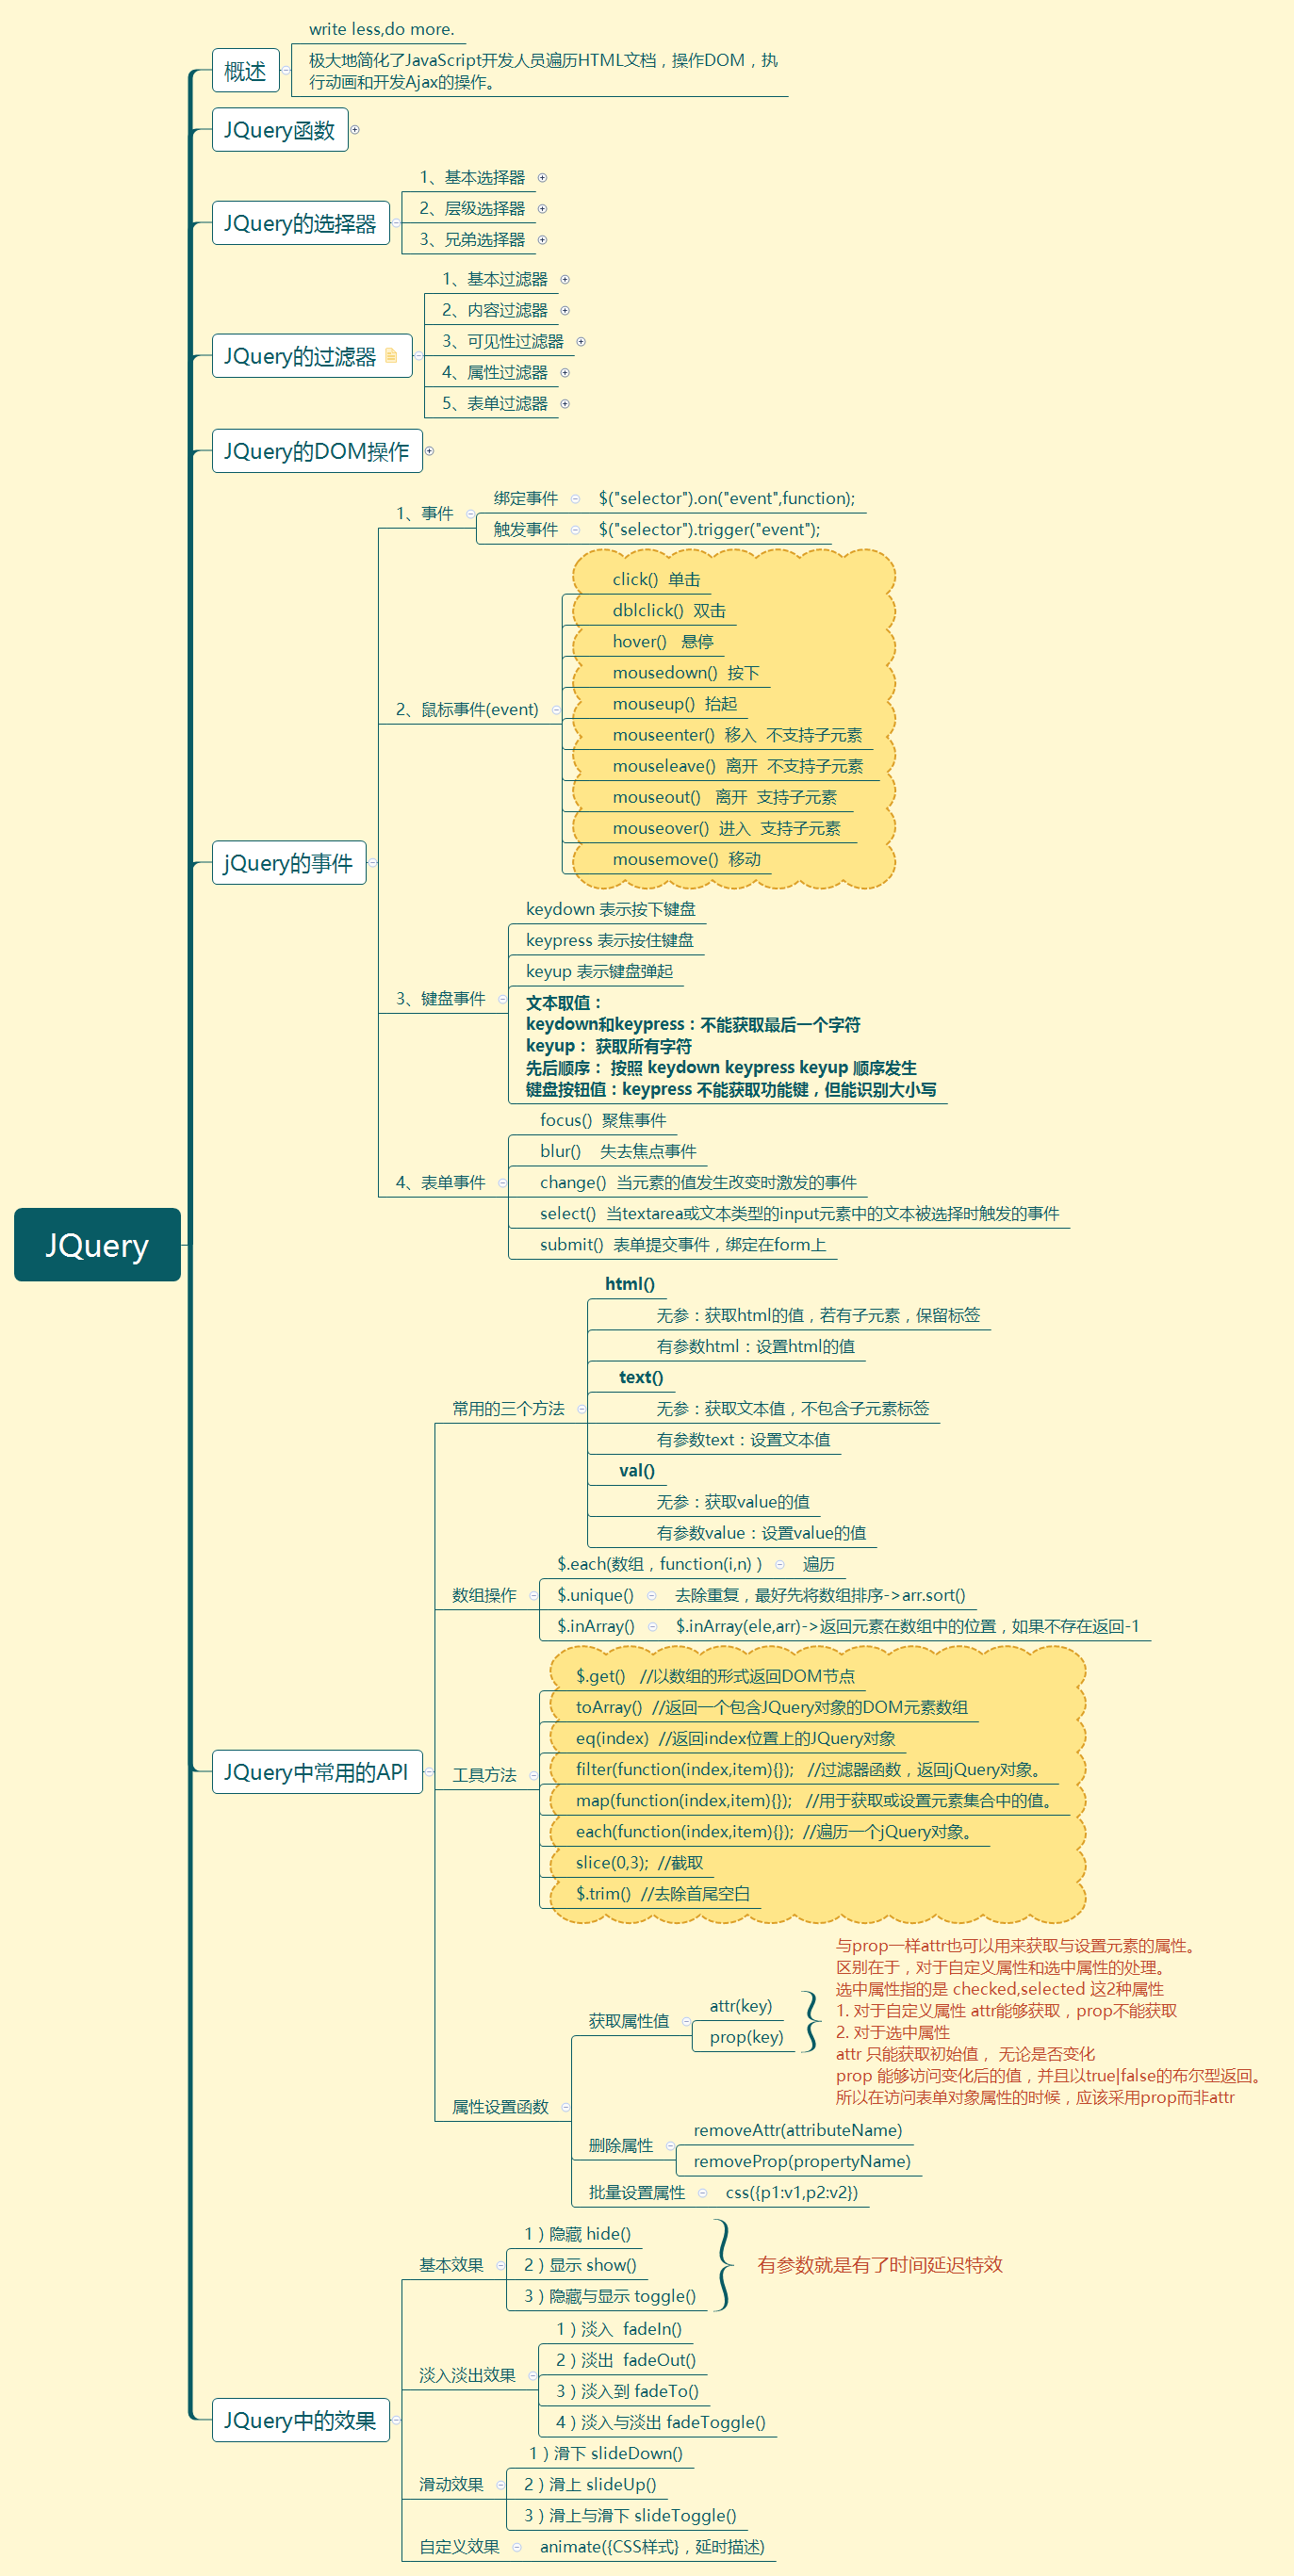 JQuery
概述
write less,do more.
极大地简化了JavaScript开发人员遍历HTML文档，操作DOM，执
行动画和开发Ajax的操作。
JQuery函数
JQuery的选择器
1、基本选择器
2、层级选择器
3、兄弟选择器
JQuery的过滤器
1、基本过滤器
2、内容过滤器
3、可见性过滤器
4、属性过滤器
5、表单过滤器
JQuery的DOM操作
jQuery的事件
1、事件
绑定事件
$("selector").on("event",function);
触发事件
$("selector").trigger("event");
2、鼠标事件(event)
click() 单击
dblclick() 双击
hover() 悬停
mousedown() 按下
mouseup() 抬起
mouseenter() 移入 不支持子元素
mouseleave() 离开 不支持子元素
mouseout() 离开 支持子元素
mouseover() 进入 支持子元素
mousemove() 移动
3、键盘事件
keydown 表示按下键盘
keypress 表示按住键盘
keyup 表示键盘弹起
文本取值：
keydown和keypress：不能获取最后一个字符
keyup： 获取所有字符
先后顺序： 按照 keydown keypress keyup 顺序发生
键盘按钮值：keypress 不能获取功能键，但能识别大小写
4、表单事件
focus() 聚焦事件
blur() 失去焦点事件
change() 当元素的值发生改变时激发的事件
select() 当textarea或文本类型的input元素中的文本被选择时触发的事件
submit() 表单提交事件，绑定在form上
JQuery中常用的API
常用的三个方法
html()
无参：获取html的值，若有子元素，保留标签
有参数html：设置html的值
text()
无参：获取文本值，不包含子元素标签
有参数text：设置文本值
val()
无参：获取value的值
有参数value：设置value的值
数组操作
$.each(数组，function(i,n) )
遍历
$.unique()
去除重复，最好先将数组排序->arr.sort()
$.inArray()
$.inArray(ele,arr)->返回元素在数组中的位置，如果不存在返回-1
工具方法
$.get() //以数组的形式返回DOM节点
toArray() //返回一个包含JQuery对象的DOM元素数组
eq(index) //返回index位置上的JQuery对象
filter(function(index,item){}); //过滤器函数，返回jQuery对象。
map(function(index,item){}); //用于获取或设置元素集合中的值。
each(function(index,item){}); //遍历一个jQuery对象。
slice(0,3); //截取
$.trim() //去除首尾空白
属性设置函数
获取属性值
attr(key)
prop(key)
与prop一样attr也可以用来获取与设置元素的属性。
区别在于，对于自定义属性和选中属性的处理。
选中属性指的是 checked,selected 这2种属性
1. 对于自定义属性 attr能够获取，prop不能获取
2. 对于选中属性
attr 只能获取初始值， 无论是否变化
prop 能够访问变化后的值，并且以true|false的布尔型返回。
所以在访问表单对象属性的时候，应该采用prop而非attr
删除属性
removeAttr(attributeName)
removeProp(propertyName)
批量设置属性
css({p1:v1,p2:v2})
JQuery中的效果
基本效果
1）隐藏 hide()
2）显示 show()
3）隐藏与显示 toggle()
有参数就是有了时间延迟特效
淡入淡出效果
1）淡入 fadeIn()
2）淡出 fadeOut()
3）淡入到 fadeTo()
4）淡入与淡出 fadeToggle()
滑动效果
1）滑下 slideDown()
2）滑上 slideUp()
3）滑上与滑下 slideToggle()
自定义效果
animate({CSS样式}，延时描述)